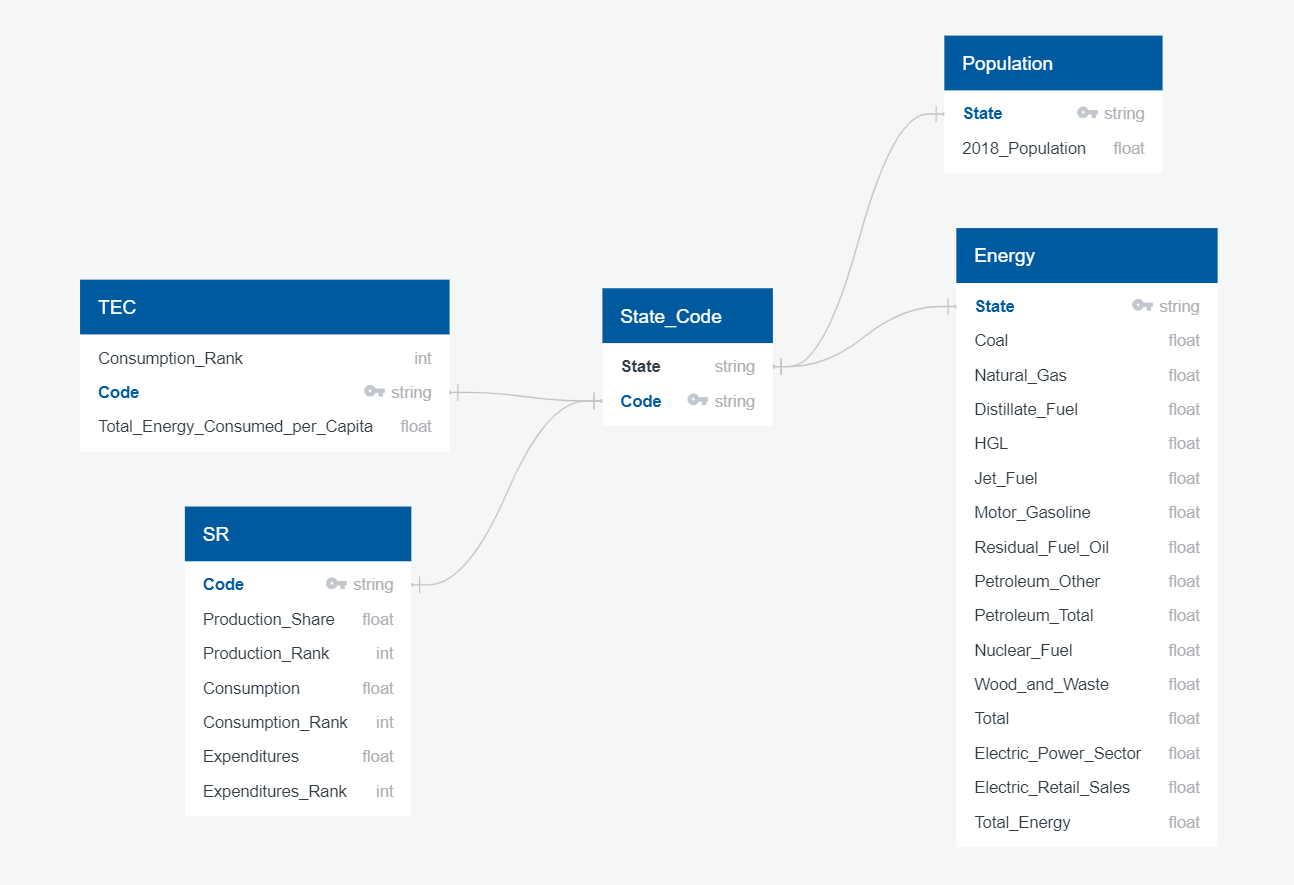 Population
State string
2018_Population float
Energy
State string
Coal float
Natural_Gas float
Distillate_Fuel float
HGL float
Jet_Fuel float
Motor_Gasoline float
Residual_Fuel_Oil float
Petroleum_Other float
Petroleum_Total float
Nuclear_Fuel float
Wood_and_Waste float
Total float
Electric_Power_Sector float
Electric_Retail_Sales float
Total_Energy float
TEC
Consumption_Rank int
Code string
Total_Energy_Consumed_per_Capita float
State_Code
State string
Code string
SR
Code string
Production_Share float
Production_Rank int
Consumption float
Consumption_Rank int
Expenditures float
Expenditures_Rank int